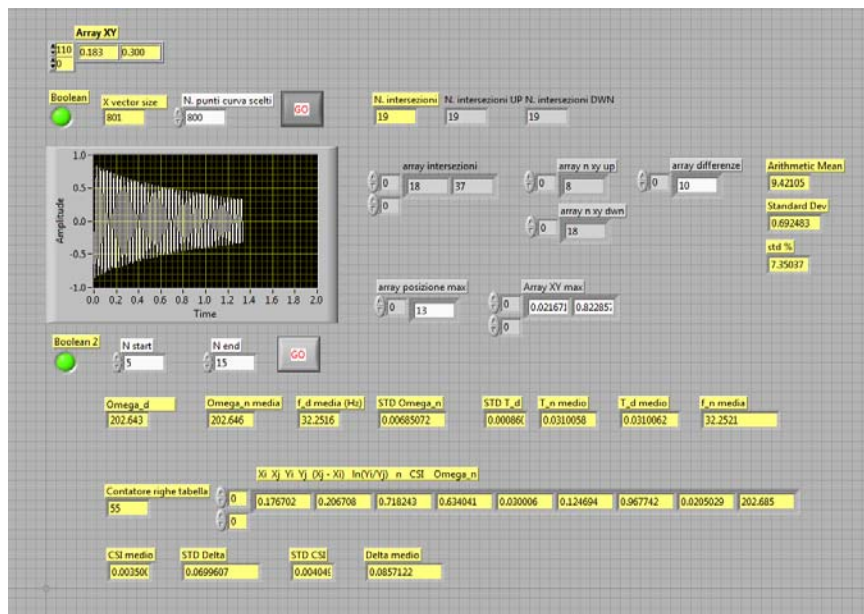 Array XY
110 0.183 0.300
0
Boolean X vector size N. punti curva scelti
801 800 GO
N. intersezioni N. intersezioni UP N. intersezioni DWN
19 19 19
array intersezioni array n xy up array differenze Arithmetic Mean
0 18 37 0 8 0 10 9.42105
0
array n xy dwn Standard Dev
0 18 0.692483
std %
7.35037
Amplitude
1.0
0.5
0.0
-0.5
-1.0
0.0 0.2 0.4 0.6 0.8 1.0 1.2 1.4 1.6 1.8 2.0
Time
array posizione max Array XY max
0 13 0 0.021671 0.822857
0
Boolean 2 N start N end
5 15 GO
Omega_d Omega_n media f_d media (Hz) STD Omega_n STD T_d T_n medio T_d medio f_n media
202.643 202.646 32.2516 0.00685072 0.00086( 0.0310058 0.0310062 32.2521
Xi Xj Yi Yj (Xj - Xi) ln(Yi/Yj) n CSI Omega_n
Contatore righe tabella
55 0 0.176702 0.206708 0.718243 0.634041 0.030006 0.124694 0.967742 0.0205029 202.685
0
CSI medio STD Delta STD CSI Delta medio
0.00350( 0.0699607 0.004049 0.0857122